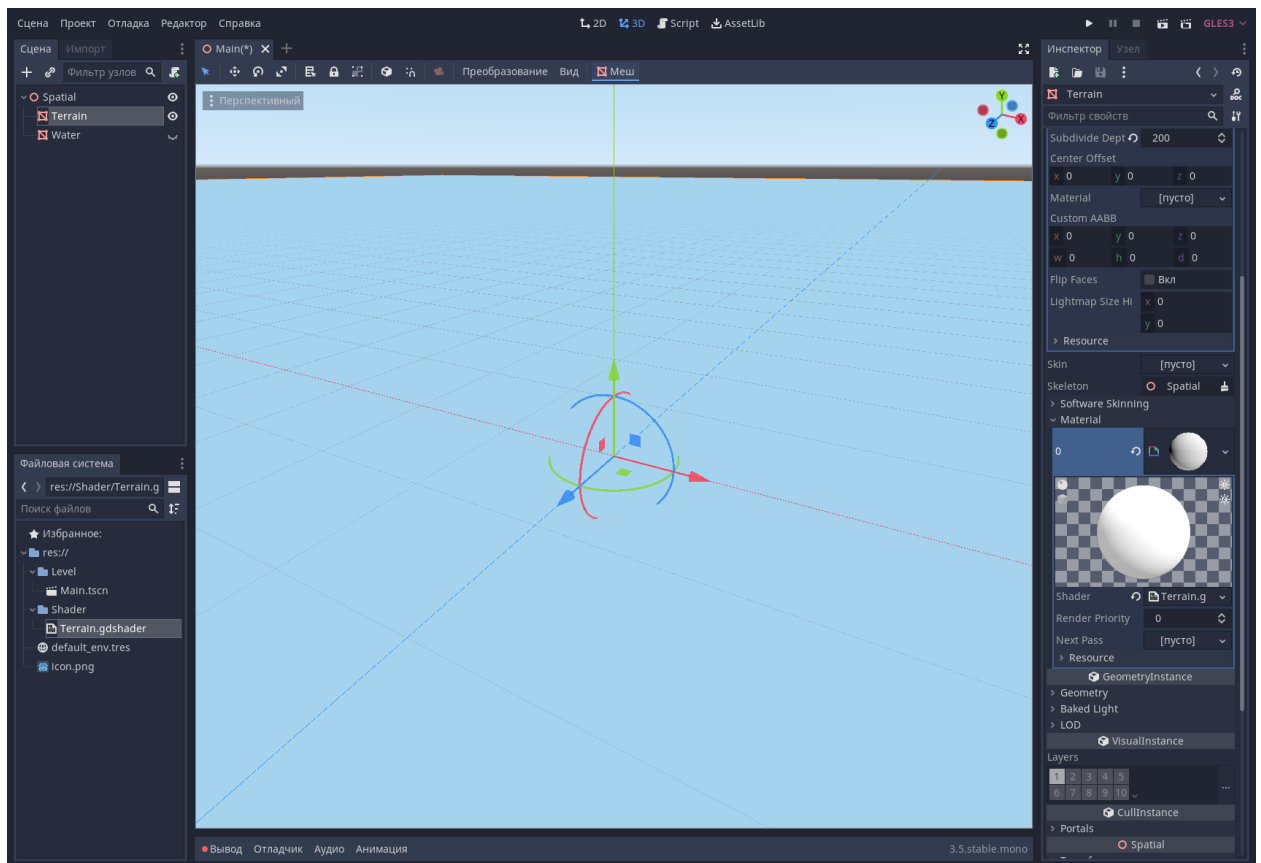 Сцена Проект Отладка Редактор Справка
2D 3D Script AssetLib
GLES3
Сцена Импорт
Фильтр узлов
Spatial
Terrain
Water
Файловая система
res://Shader/Terrain.g
Поиск файлов
Избранное:
res://
Level
Main.tscn
Shader
Terrain.gdshader
default_env.tres
icon.png
Main(*)
Преобразование Вид Меш
Перспективный
Y
X
Z
Вывод Отладчик Аудио Анимация
3.5.stable.mono
Инспектор Узел
Terrain
DOC
Фильтр свойств
Subdivide Dept 200
Center Offset
x 0 y 0 z 0
Material [пусто]
Custom AABB
x 0 y 0 z 0
w 0 h 0 d 0
Flip Faces Вкл
Lightmap Size Hi x 0
y 0
Resource
Skin [пусто]
Skeleton Spatial
Software Skinning
Material
0
Shader Terrain.g
Render Priority 0
Next Pass [пусто]
Resource
GeometryInstance
Geometry
Baked Light
LOD
VisualInstance
Layers
1 2 3 4 5
6 7 8 9 10
...
CullInstance
Portals
Spatial